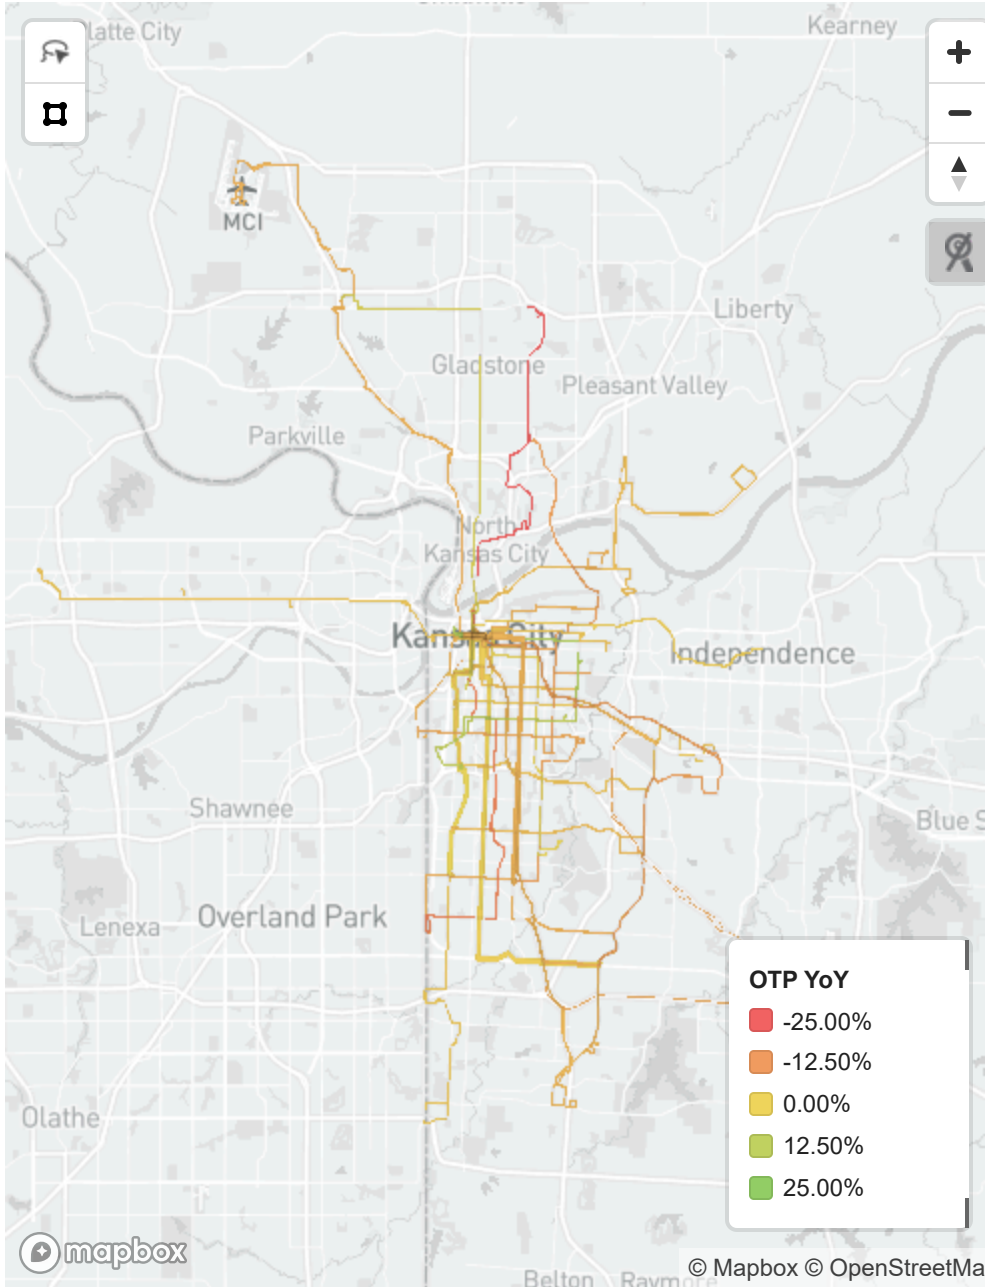 Platte City
Kearney
MCI
Liberty
Gladstone
Pleasant Valley
Parkville
North
Kansas City
Kansas City
Independence
Shawnee
Blue S
Overland Park
Lenexa
OTP YoY
-25.00%
-12.50%
0.00%
12.50%
25.00%
Olathe
mapbox
© Mapbox © OpenStreetMa
Belton
Raymore